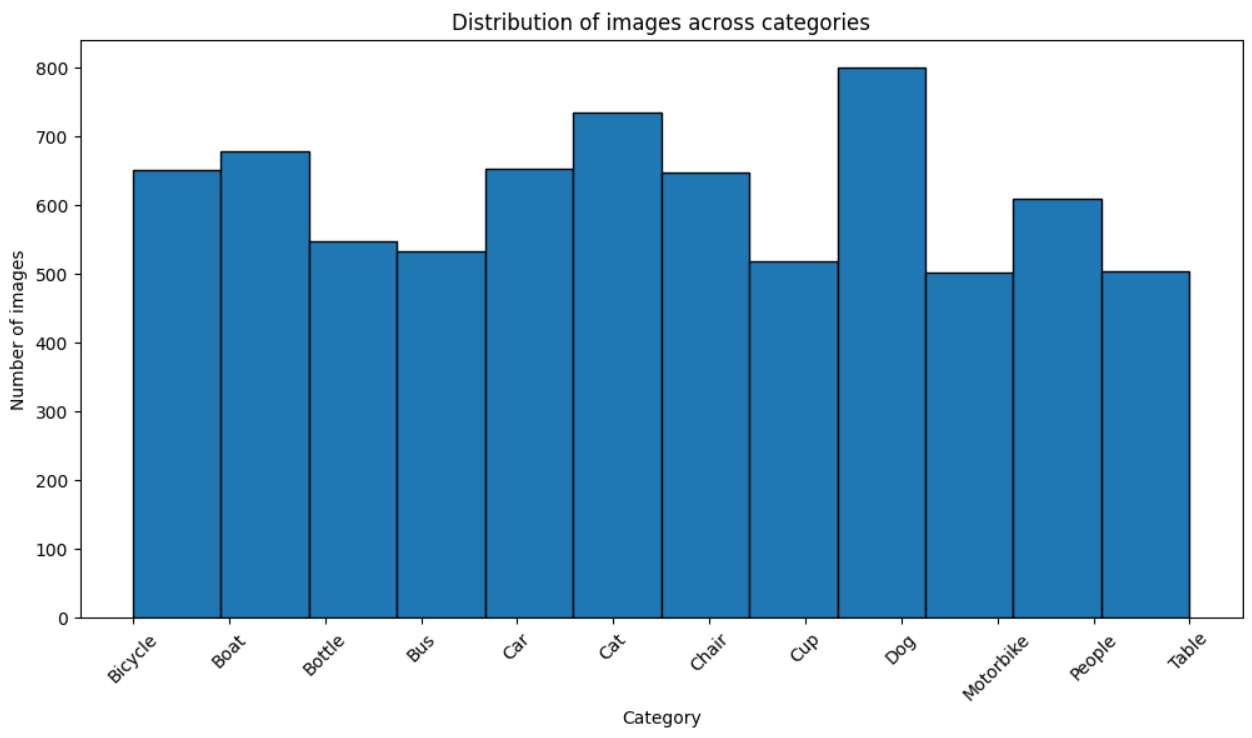 Distribution of images across categories
800
700
600
500
400
300
200
100
0
Number of images
Bicycle
Boat
Bottle
Bus
Car
Cat
Chair
Cup
Dog
Motorbike
People
Table
Category